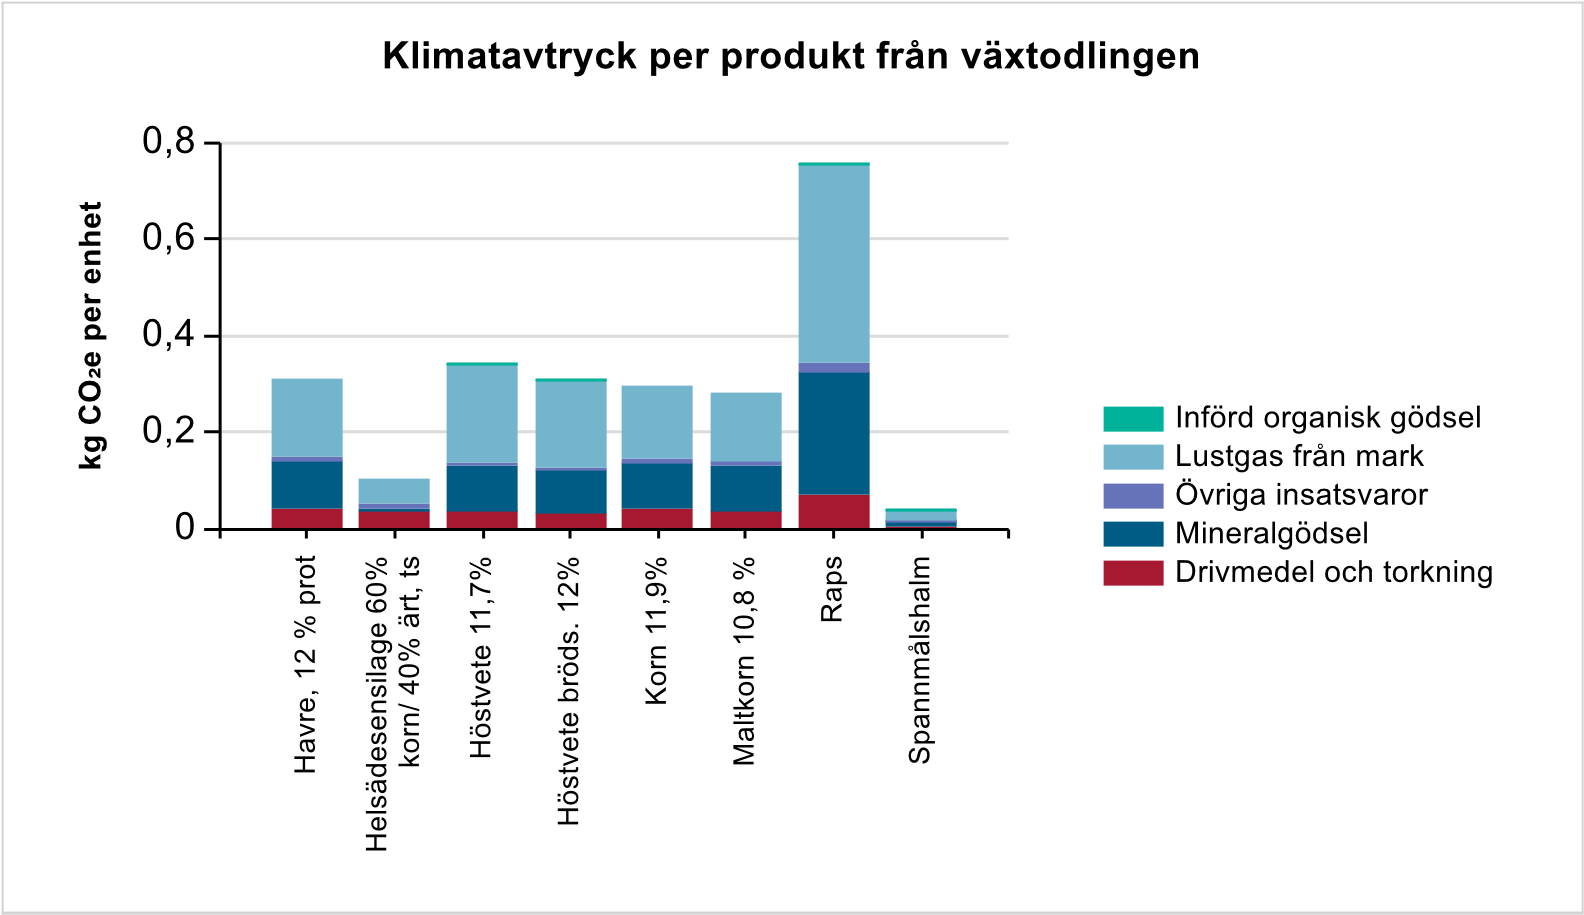 Klimatavtryck per produkt från växtodlingen
kg CO₂e per enhet
0,8
0,6
0,4
0,2
0
Havre, 12 % prot
Helsädesensilage 60%
korn/ 40% ärt, ts
Höstvete 11,7%
Höstvete bröds. 12%
Korn 11,9%
Maltkorn 10,8 %
Raps
Spannmålshalm
Införd organisk gödsel
Lustgas från mark
Övriga insatsvaror
Mineralgödsel
Drivmedel och torkning